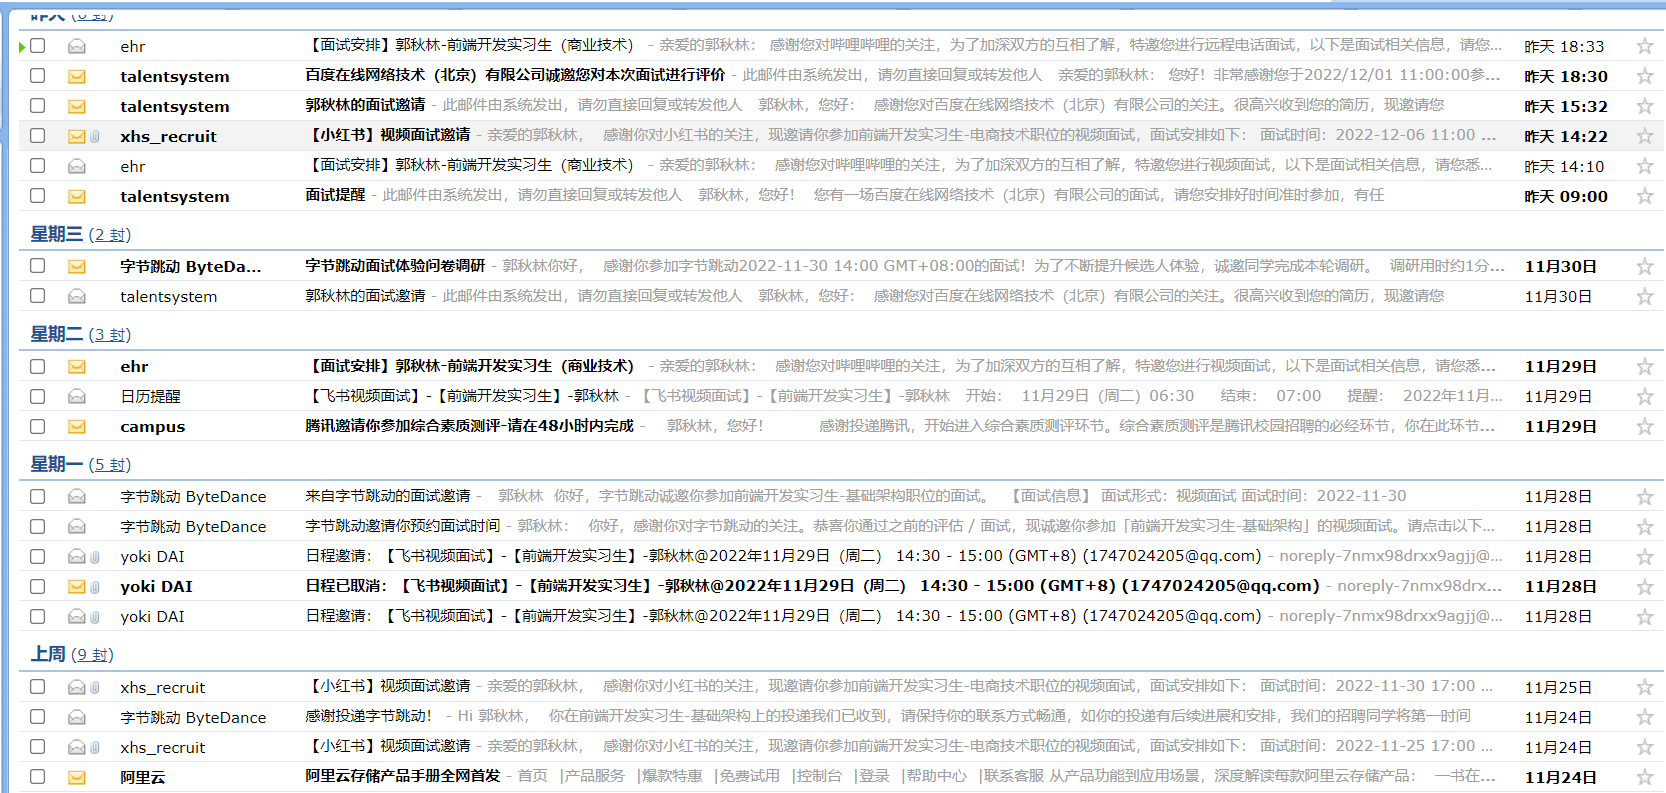 昨天 (6 封)
ehr 【面试安排】郭秋林-前端开发实习生（商业技术） - 亲爱的郭秋林： 感谢您对哔哩哔哩的关注，为了加深双方的互相了解，特邀您进行远程电话面试，以下是面试相关信息，请您... 昨天 18:33
talentsystem 百度在线网络技术（北京）有限公司诚邀您对本次面试进行评价 - 此邮件由系统发出，请勿直接回复或转发他人 亲爱的郭秋林： 您好！非常感谢您于2022/12/01 11:00:00参... 昨天 18:30
talentsystem 郭秋林的面试邀请 - 此邮件由系统发出，请勿直接回复或转发他人 郭秋林，您好： 感谢您对百度在线网络技术（北京）有限公司的关注。很高兴收到您的简历，现邀请您 昨天 15:32
xhs_recruit 【小红书】视频面试邀请 - 亲爱的郭秋林， 感谢你对小红书的关注，现邀请你参加前端开发实习生-电商技术职位的视频面试，面试安排如下： 面试时间：2022-12-06 11:00 ... 昨天 14:22
ehr 【面试安排】郭秋林-前端开发实习生（商业技术） - 亲爱的郭秋林： 感谢您对哔哩哔哩的关注，为了加深双方的互相了解，特邀您进行视频面试，以下是面试相关信息，请您悉... 昨天 14:10
talentsystem 面试提醒 - 此邮件由系统发出，请勿直接回复或转发他人 郭秋林，您好！ 您有一场百度在线网络技术（北京）有限公司的面试，请您安排好时间准时参加，有任 昨天 09:00
星期三 (2 封)
字节跳动 ByteDa... 字节跳动面试体验问卷调研 - 郭秋林你好， 感谢你参加字节跳动2022-11-30 14:00 GMT+08:00的面试！为了不断提升候选人体验，诚邀同学完成本轮调研。 调研用时约1分... 11月30日
talentsystem 郭秋林的面试邀请 - 此邮件由系统发出，请勿直接回复或转发他人 郭秋林，您好： 感谢您对百度在线网络技术（北京）有限公司的关注。很高兴收到您的简历，现邀请您 11月30日
星期二 (3 封)
ehr 【面试安排】郭秋林-前端开发实习生（商业技术） - 亲爱的郭秋林： 感谢您对哔哩哔哩的关注，为了加深双方的互相了解，特邀您进行视频面试，以下是面试相关信息，请您悉... 11月29日
日历提醒 【飞书视频面试】-【前端开发实习生】-郭秋林 - 【飞书视频面试】-【前端开发实习生】-郭秋林 开始： 11月29日（周二）06:30 结束： 07:00 提醒： 2022年11月... 11月29日
campus 腾讯邀请你参加综合素质测评-请在48小时内完成 - 郭秋林，您好！ 感谢投递腾讯，开始进入综合素质测评环节。综合素质测评是腾讯校园招聘的必经环节，你在此环节... 11月29日
星期一 (5 封)
字节跳动 ByteDance 来自字节跳动的面试邀请 - 郭秋林 你好，字节跳动诚邀你参加前端开发实习生-基础架构职位的面试。 【面试信息】 面试形式：视频面试 面试时间：2022-11-30 11月28日
字节跳动 ByteDance 字节跳动邀请你预约面试时间 - 郭秋林： 你好，感谢你对字节跳动的关注。恭喜你通过之前的评估 / 面试，现诚邀你参加「前端开发实习生-基础架构」的视频面试。请点击以下... 11月28日
yoki DAI 日程邀请：【飞书视频面试】-【前端开发实习生】-郭秋林@2022年11月29日（周二） 14:30 - 15:00 (GMT+8) (1747024205@qq.com) - noreply-7nmx98drxx9agjj@... 11月28日
yoki DAI 日程已取消：【飞书视频面试】-【前端开发实习生】-郭秋林@2022年11月29日（周二） 14:30 - 15:00 (GMT+8) (1747024205@qq.com) - noreply-7nmx98drx... 11月28日
yoki DAI 日程邀请：【飞书视频面试】-【前端开发实习生】-郭秋林@2022年11月29日（周二） 14:30 - 15:00 (GMT+8) (1747024205@qq.com) - noreply-7nmx98drxx9agjj@... 11月28日
上周 (9 封)
xhs_recruit 【小红书】视频面试邀请 - 亲爱的郭秋林， 感谢你对小红书的关注，现邀请你参加前端开发实习生-电商技术职位的视频面试，面试安排如下： 面试时间：2022-11-30 17:00 ... 11月25日
字节跳动 ByteDance 感谢投递字节跳动！ - Hi 郭秋林， 你在前端开发实习生-基础架构上的投递我们已收到，请保持你的联系方式畅通，如你的投递有后续进展和安排，我们的招聘同学将第一时间 11月24日
xhs_recruit 【小红书】视频面试邀请 - 亲爱的郭秋林， 感谢你对小红书的关注，现邀请你参加前端开发实习生-电商技术职位的视频面试，面试安排如下： 面试时间：2022-11-25 17:00 ... 11月24日
阿里云 阿里云存储产品手册全网首发 - 首页 |产品服务 |爆款特惠 |免费试用 |控制台 |登录 |帮助中心 |联系客服 从产品功能到应用场景，深度解读每款阿里云存储产品： 一书在... 11月24日